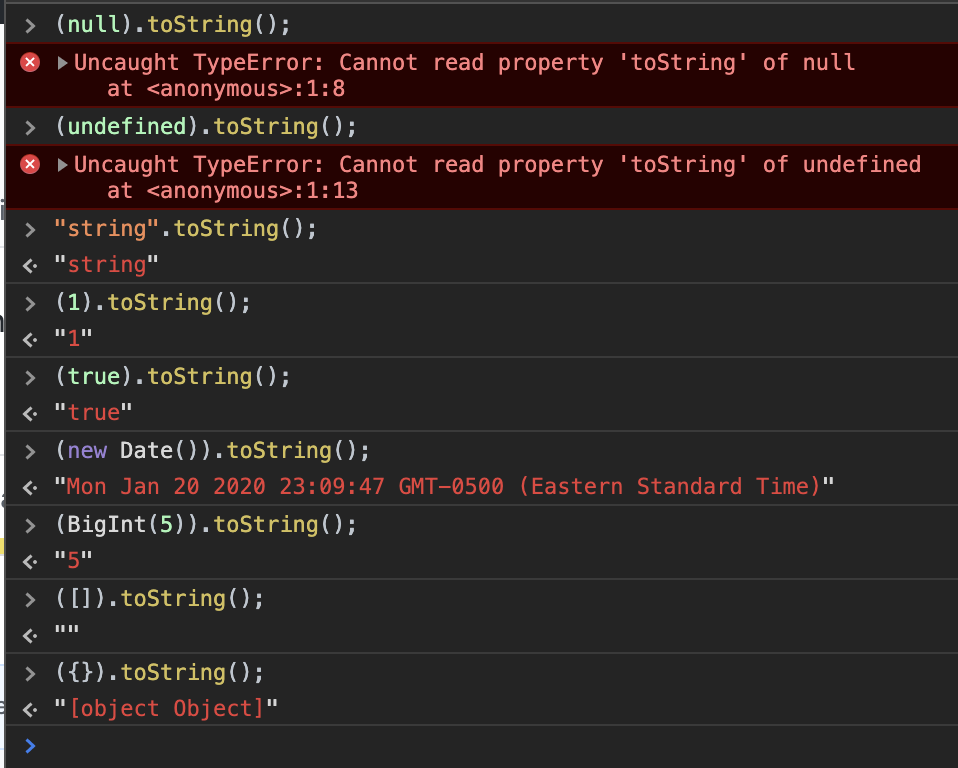 (null).toString();
Uncaught TypeError: Cannot read property 'toString' of null
at <anonymous>:1:8
(undefined).toString();
Uncaught TypeError: Cannot read property 'toString' of undefined
at <anonymous>:1:13
"string".toString();
"string"
(1).toString();
"1"
(true).toString();
"true"
(new Date()).toString();
"Mon Jan 20 2020 23:09:47 GMT-0500 (Eastern Standard Time)"
(BigInt(5)).toString();
"5"
([]).toString();
""
({}).toString();
"[object Object]"